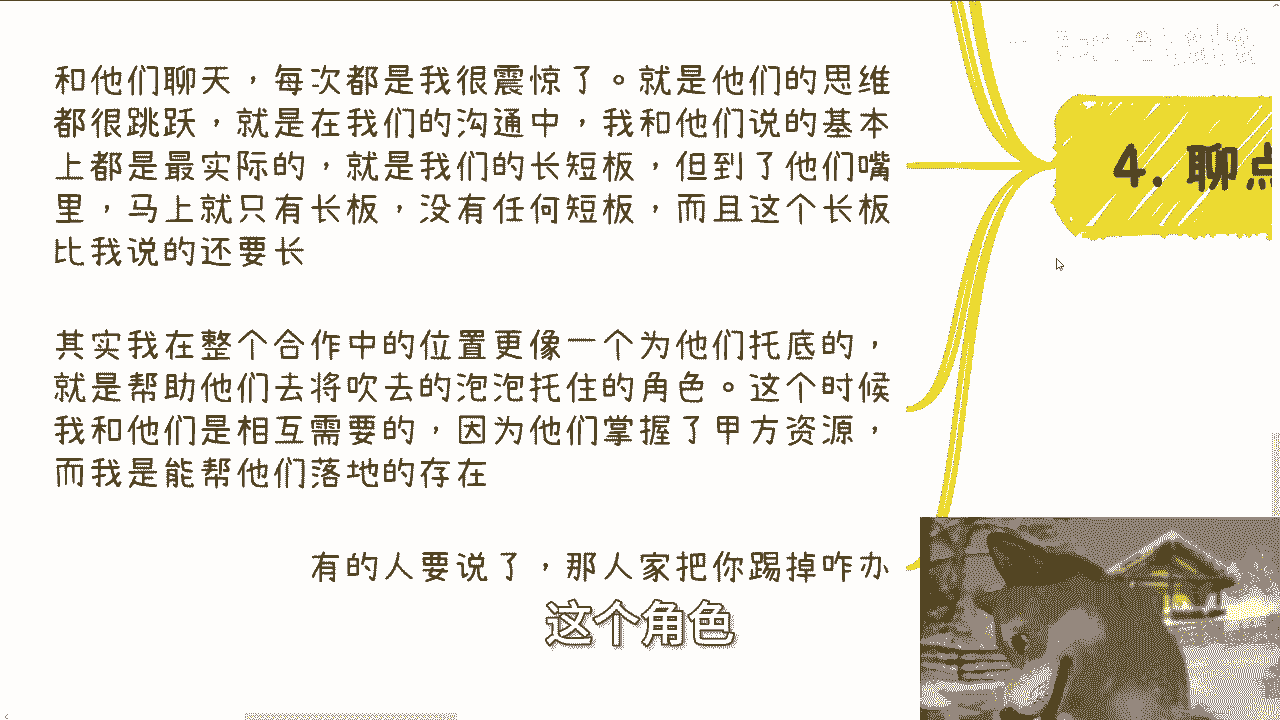 和他们聊天，每次都是我很震惊了。就是他们的思维
都很跳跃，就是在我们的沟通中，我和他们说的基本
上都是最实际的，就是我们的长短板，但到了他们嘴
里，马上就只有长板，没有任何短板，而且这个长板
比我说的还要长
4. 聊点
其实我在整个合作中的位置更像一个为他们托底的，
就是帮助他们去将吹去的泡泡托住的角色。这个时候
我和他们是相互需要的，因为他们掌握了甲方资源，
而我是能帮他们落地的存在
有的人要说了，那人家把你踢掉咋办
这个角色